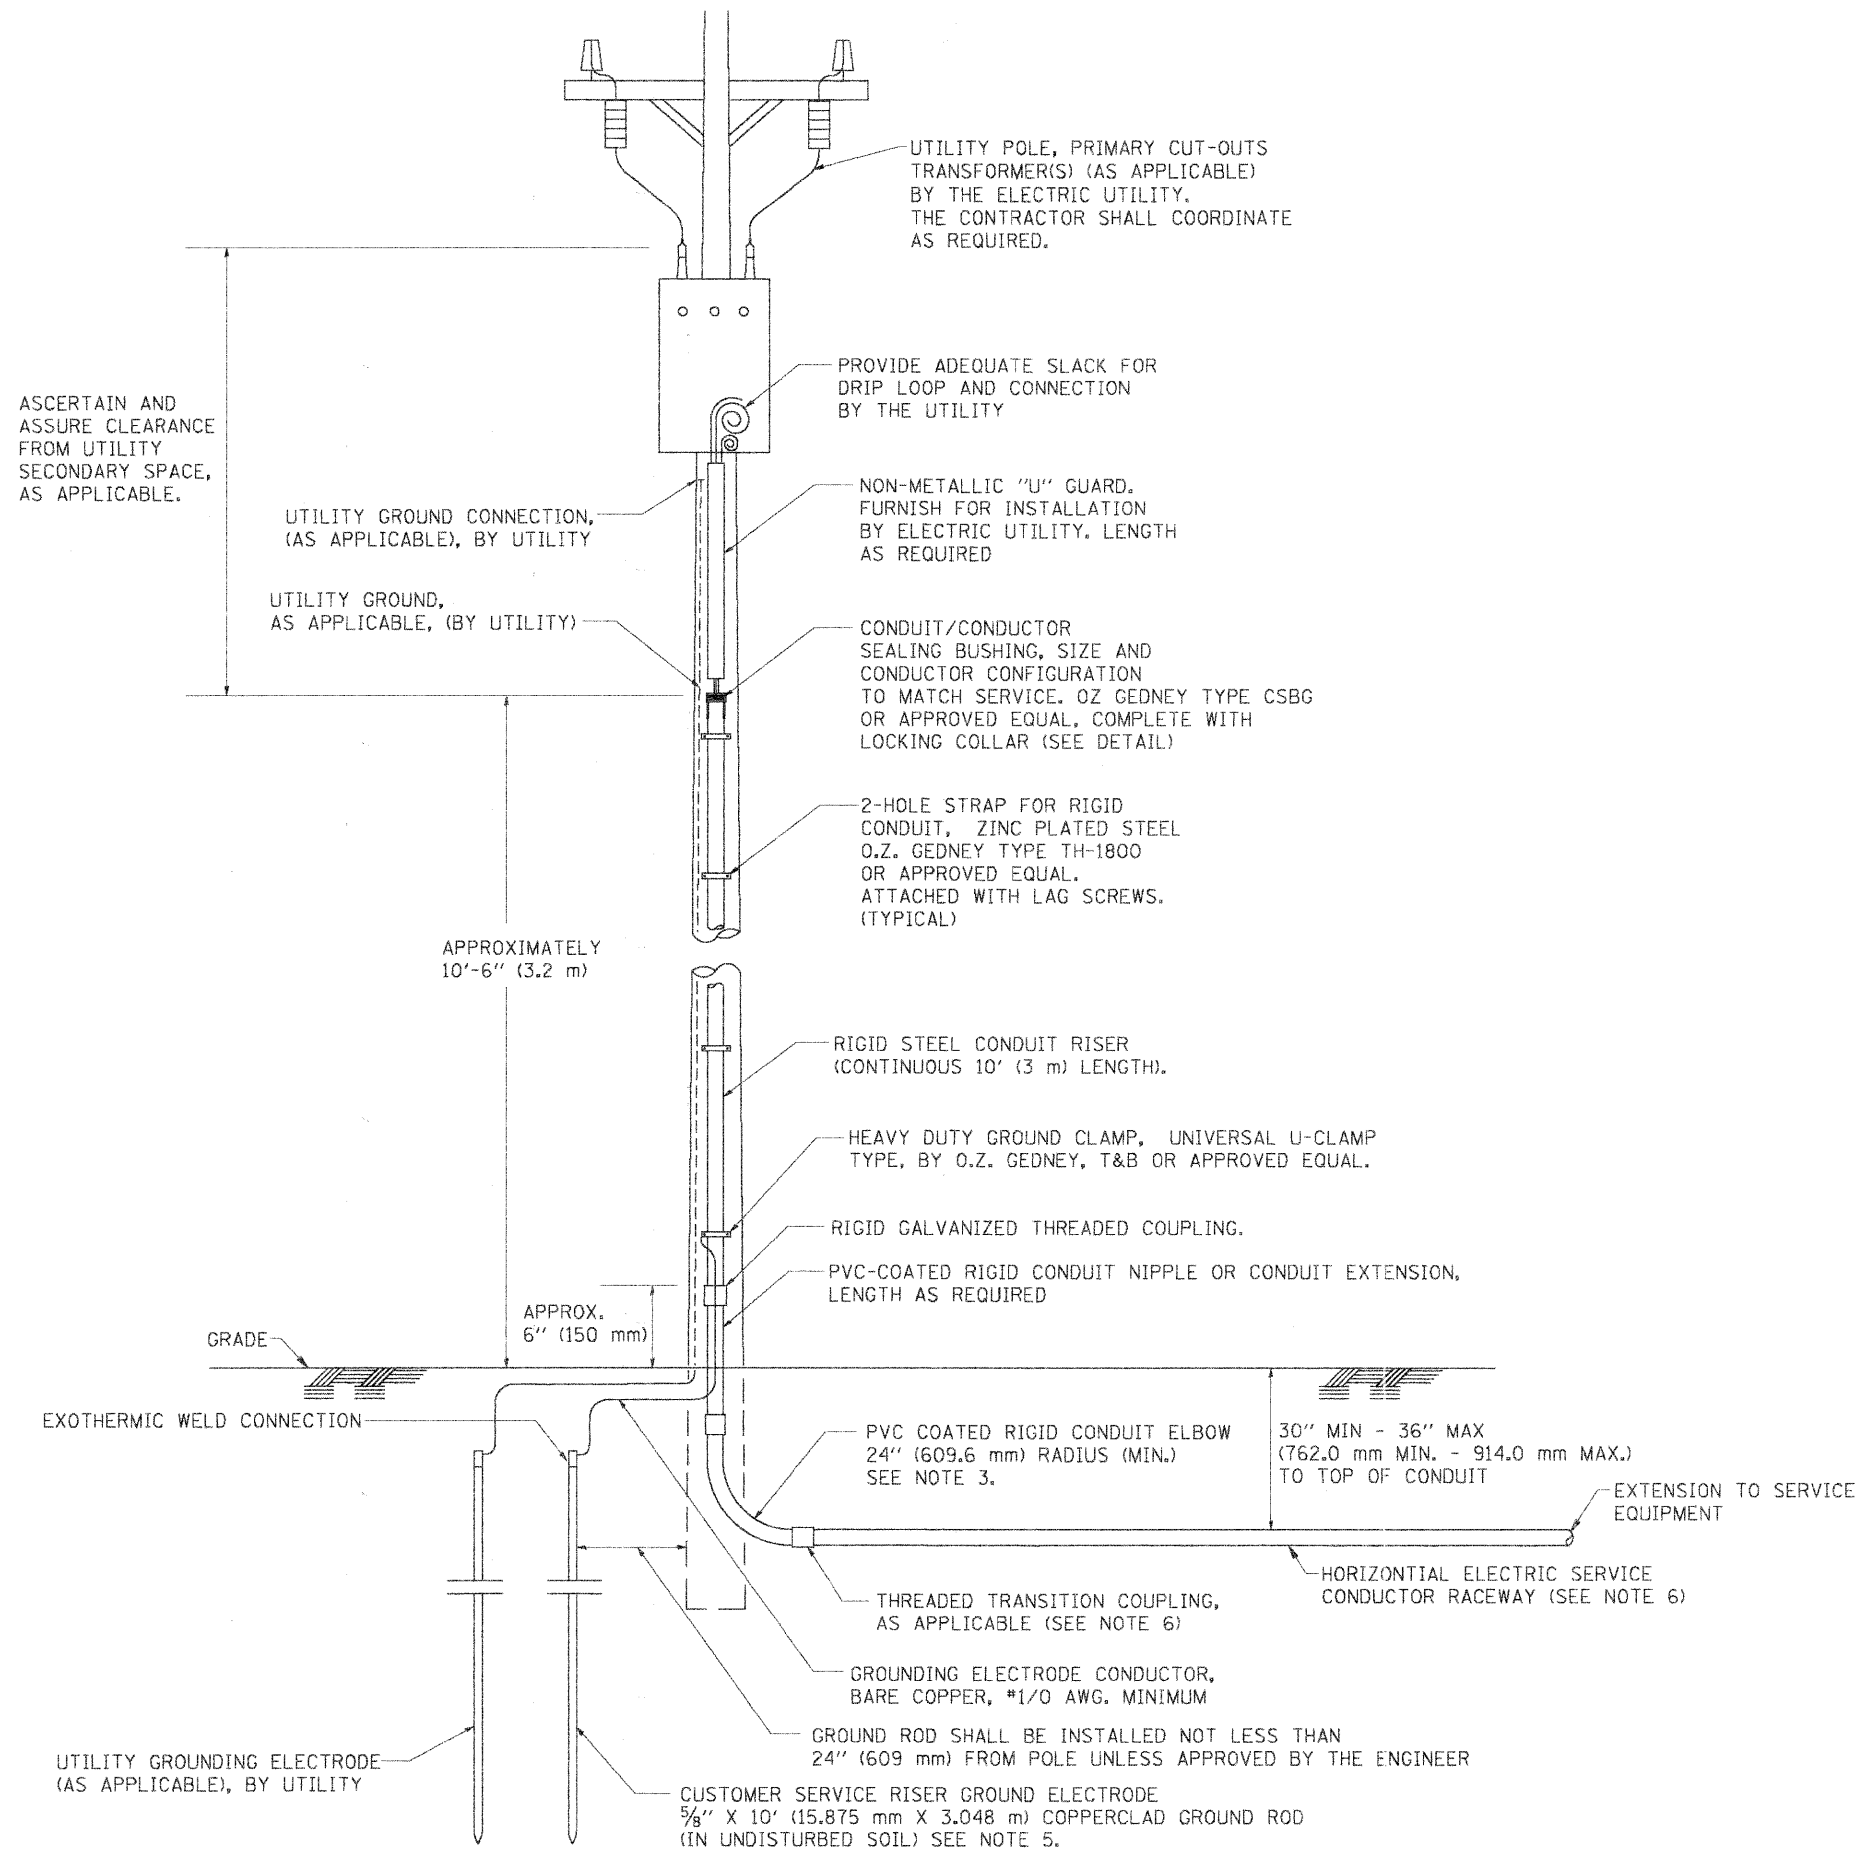 UTILITY POLE, PRIMARY CUT-OUTS
TRANSFORMER(S) (AS APPLICABLE)
BY THE ELECTRIC UTILITY.
THE CONTRACTOR SHALL COORDINATE
AS REQUIRED.
PROVIDE ADEQUATE SLACK FOR
DRIP LOOP AND CONNECTION
BY THE UTILITY
ASCERTAIN AND
ASSURE CLEARANCE
FROM UTILITY
SECONDARY SPACE,
AS APPLICABLE.
NON-METALLIC "U" GUARD.
FURNISH FOR INSTALLATION
BY ELECTRIC UTILITY. LENGTH
AS REQUIRED
UTILITY GROUND CONNECTION,
(AS APPLICABLE), BY UTILITY
UTILITY GROUND,
AS APPLICABLE, (BY UTILITY)
CONDUIT/CONDUCTOR
SEALING BUSHING, SIZE AND
CONDUCTOR CONFIGURATION
TO MATCH SERVICE. OZ GEDNEY TYPE CSBG
OR APPROVED EQUAL, COMPLETE WITH
LOCKING COLLAR (SEE DETAIL)
2-HOLE STRAP FOR RIGID
CONDUIT, ZINC PLATED STEEL
O.Z. GEDNEY TYPE TH-1800
OR APPROVED EQUAL.
ATTACHED WITH LAG SCREWS.
(TYPICAL)
APPROXIMATELY
10'-6" (3.2 m)
RIGID STEEL CONDUIT RISER
(CONTINUOUS 10' (3 m) LENGTH).
HEAVY DUTY GROUND CLAMP, UNIVERSAL U-CLAMP
TYPE, BY O.Z. GEDNEY, T&B OR APPROVED EQUAL.
RIGID GALVANIZED THREADED COUPLING.
PVC-COATED RIGID CONDUIT NIPPLE OR CONDUIT EXTENSION,
LENGTH AS REQUIRED
APPROX.
6" (150 mm)
GRADE
EXOTHERMIC WELD CONNECTION
PVC COATED RIGID CONDUIT ELBOW
24" (609.6 mm) RADIUS (MIN.)
SEE NOTE 3.
30" MIN - 36" MAX
(762.0 mm MIN. - 914.0 mm MAX.)
TO TOP OF CONDUIT
EXTENSION TO SERVICE
EQUIPMENT
HORIZONTIAL ELECTRIC SERVICE
CONDUCTOR RACEWAY (SEE NOTE 6)
THREADED TRANSITION COUPLING,
AS APPLICABLE (SEE NOTE 6)
GROUNDING ELECTRODE CONDUCTOR,
BARE COPPER, #1/0 AWG. MINIMUM
GROUND ROD SHALL BE INSTALLED NOT LESS THAN
24" (609 mm) FROM POLE UNLESS APPROVED BY THE ENGINEER
UTILITY GROUNDING ELECTRODE
(AS APPLICABLE), BY UTILITY
CUSTOMER SERVICE RISER GROUND ELECTRODE
5/8" X 10' (15.875 mm X 3.048 m) COPPERCLAD GROUND ROD
(IN UNDISTURBED SOIL) SEE NOTE 5.